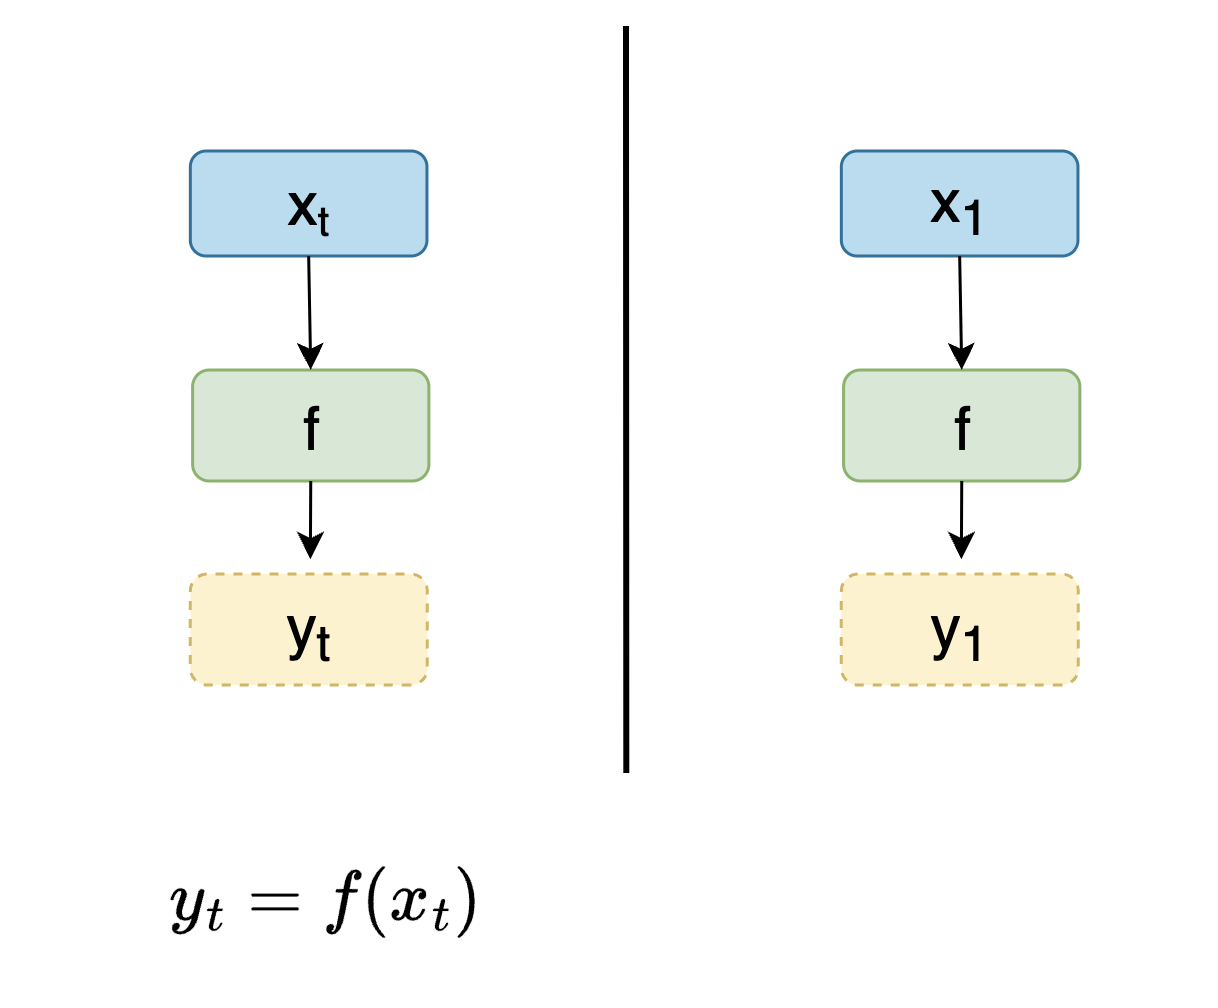 xₜ
f
yₜ
x₁
f
y₁
yₜ = f(xₜ)